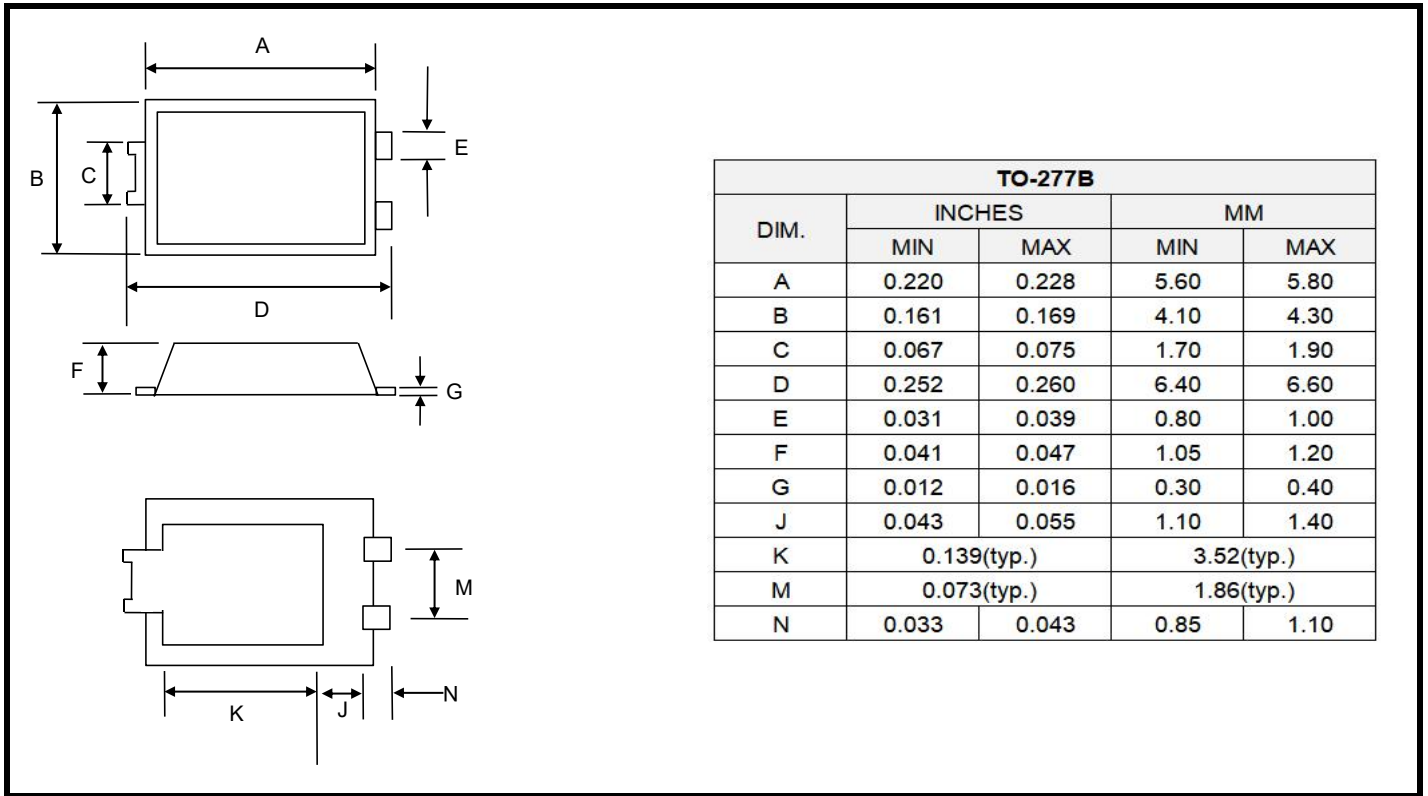 A
B
C
E
D
F
G
M
K
J
N
TO-277B
DIM. INCHES MM
MIN MAX MIN MAX
A 0.220 0.228 5.60 5.80
B 0.161 0.169 4.10 4.30
C 0.067 0.075 1.70 1.90
D 0.252 0.260 6.40 6.60
E 0.031 0.039 0.80 1.00
F 0.041 0.047 1.05 1.20
G 0.012 0.016 0.30 0.40
J 0.043 0.055 1.10 1.40
K 0.139(typ.) 3.52(typ.)
M 0.073(typ.) 1.86(typ.)
N 0.033 0.043 0.85 1.10